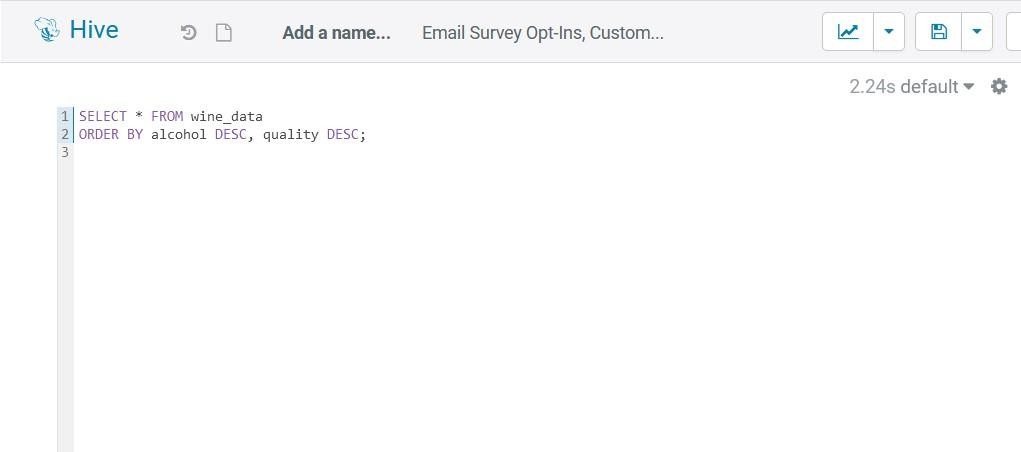 Hive
Add a name... Email Survey Opt-Ins, Custom...
2.24s default
1 SELECT * FROM wine_data
2 ORDER BY alcohol DESC, quality DESC;
3